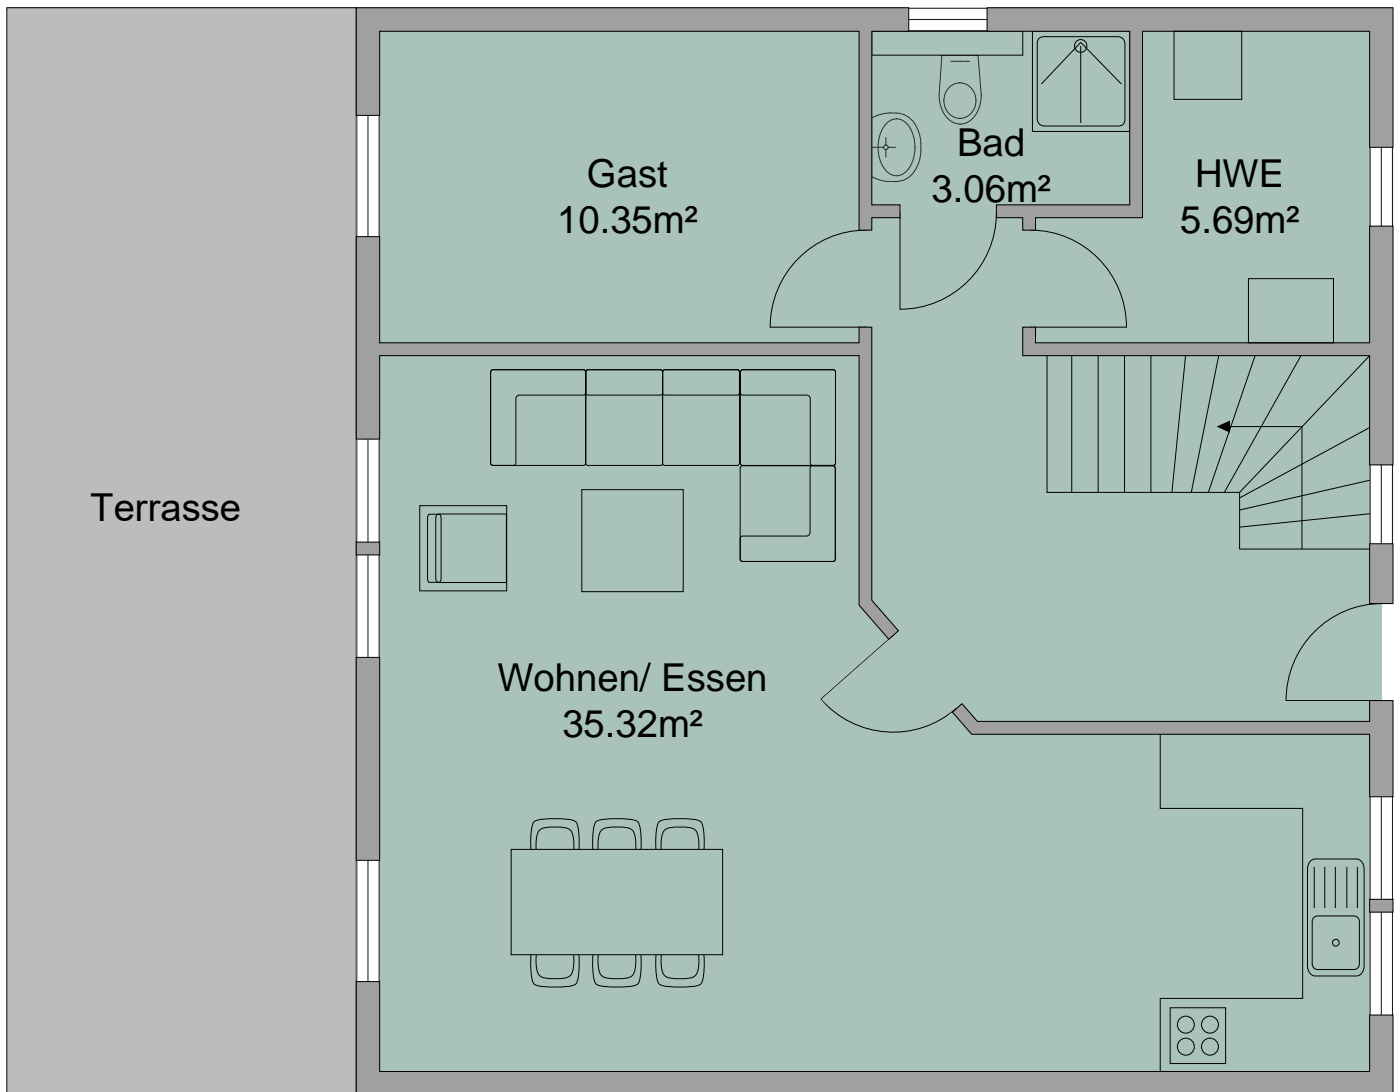 Gast
10.35m²
Bad
3.06m²
HWE
5.69m²
Terrasse
Wohnen/ Essen
35.32m²